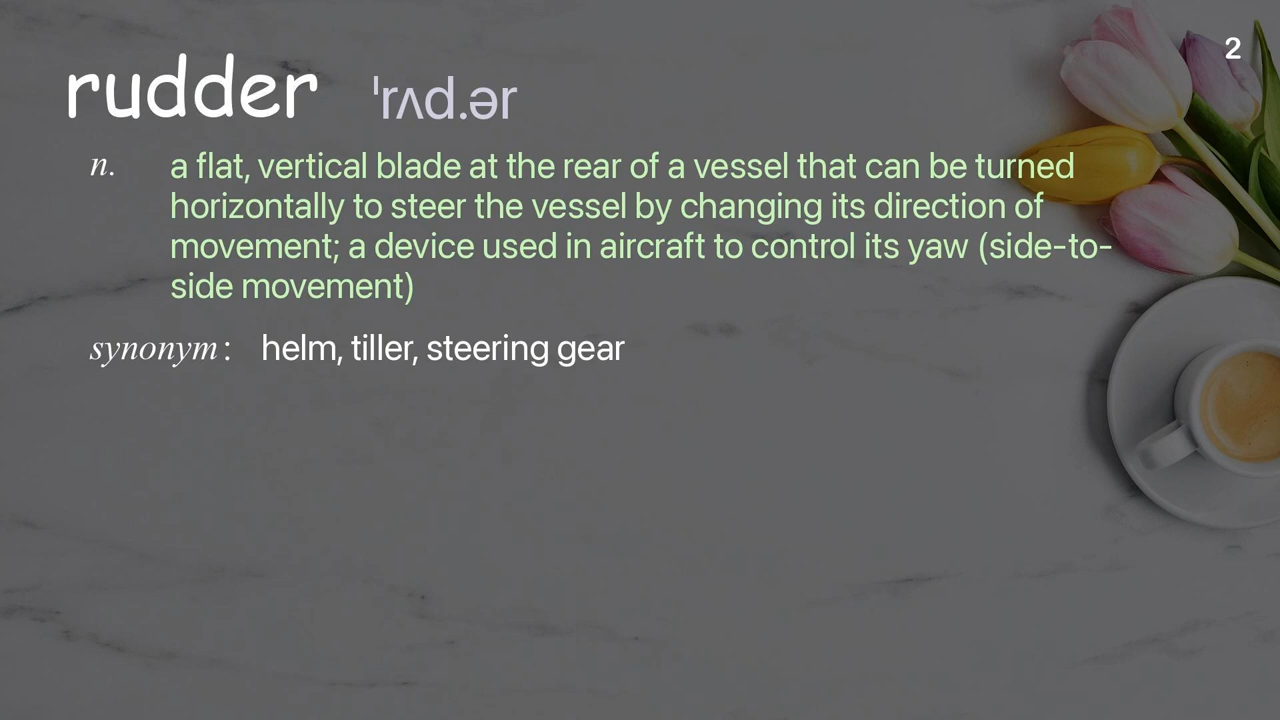 2
rudder ˈrʌd.ər
n. a flat, vertical blade at the rear of a vessel that can be turned
horizontally to steer the vessel by changing its direction of
movement; a device used in aircraft to control its yaw (side-to-
side movement)
synonym: helm, tiller, steering gear